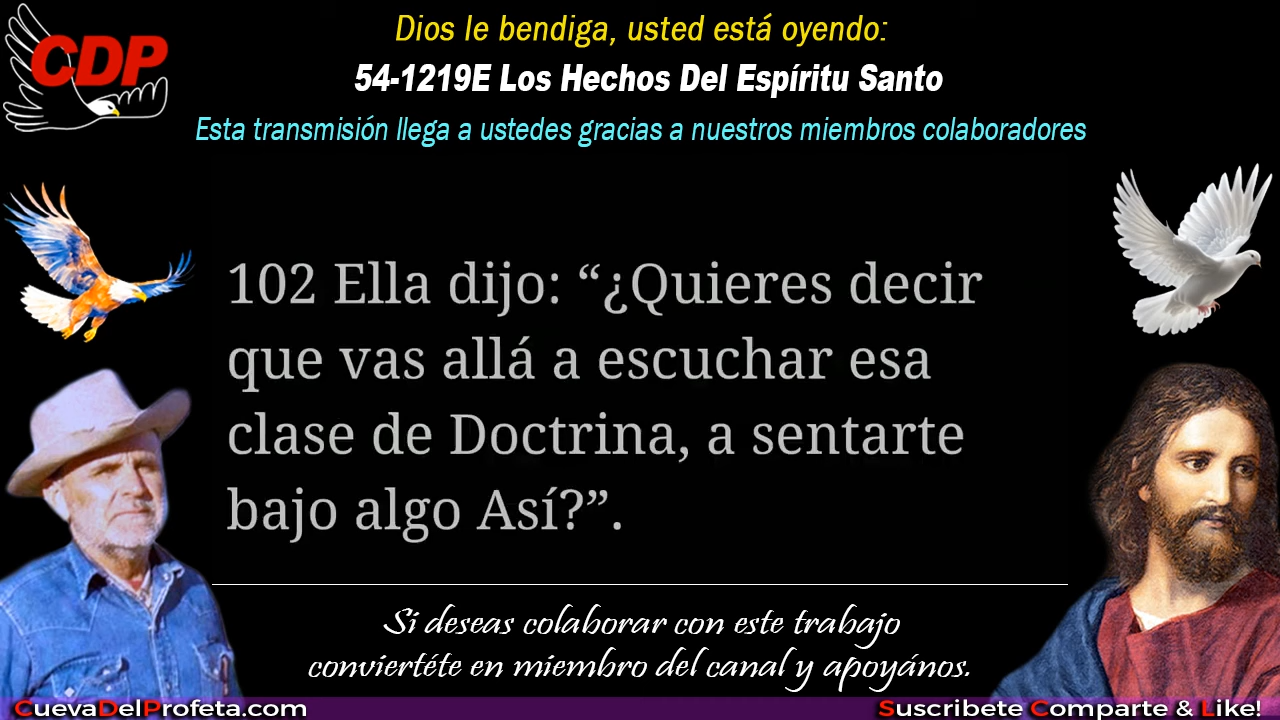 CDP
Dios le bendiga, usted está oyendo:
54-1219E Los Hechos Del Espíritu Santo
Esta transmisión llega a ustedes gracias a nuestros miembros colaboradores
102 Ella dijo: “¿Quieres decir
que vas allá a escuchar esa
clase de Doctrina, a sentarte
bajo algo Así?”.
Si deseas colaborar con este trabajo
conviertéte en miembro del canal y apoyános.
CuevaDelProfeta.com
Suscribete Comparte & Like!